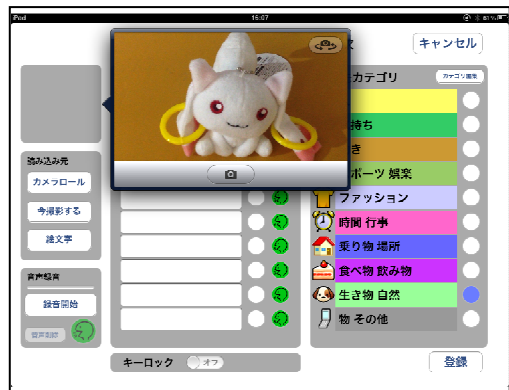 iPod
16:07
81%
キャンセル
カテゴリ
カテゴリ編集
持ち
き
ポーツ 娯楽
ファッション
時間 行事
乗り物 場所
食べ物 飲み物
生き物 自然
物 その他
読み込み元
カメラロール
今撮影する
絵文字
音声録音
録音開始
音声削除
キーロック
オフ
登録